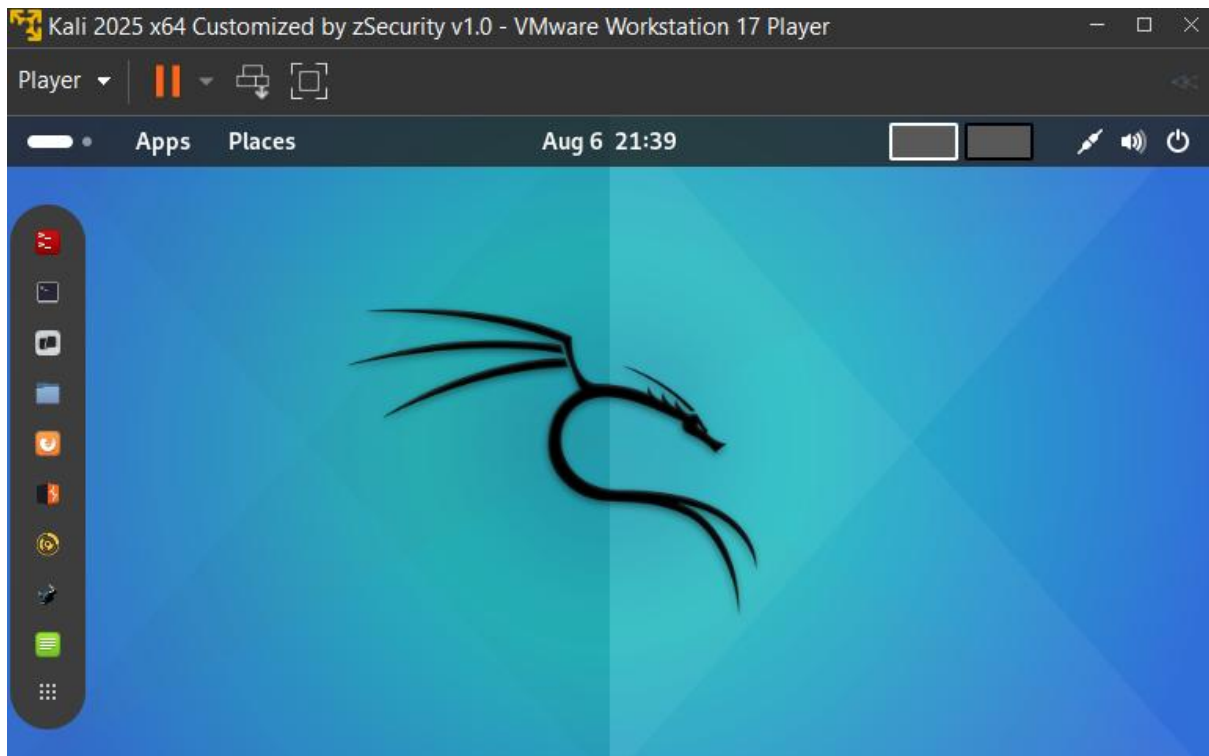 Kali 2025 x64 Customized by zSecurity v1.0 - VMware Workstation 17 Player
Player
Apps Places Aug 6 21:39